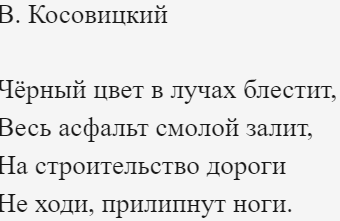 В. Косовицкий
Чёрный цвет в лучах блестит,
Весь асфальт смолой залит,
На строительство дороги
Не ходи, прилипнут ноги.